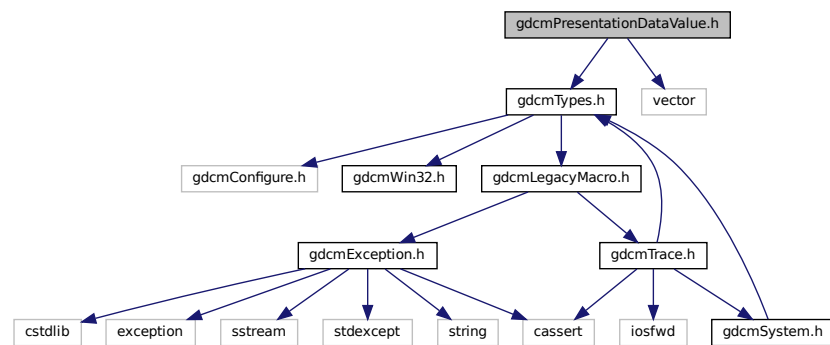 gdcmPresentationDataValue.h
gdcmTypes.h
vector
gdcmConfigure.h
gdcmWin32.h
gdcmLegacyMacro.h
gdcmException.h
gdcmTrace.h
cstdlib
exception
sstream
stdexcept
string
cassert
iosfwd
gdcmSystem.h